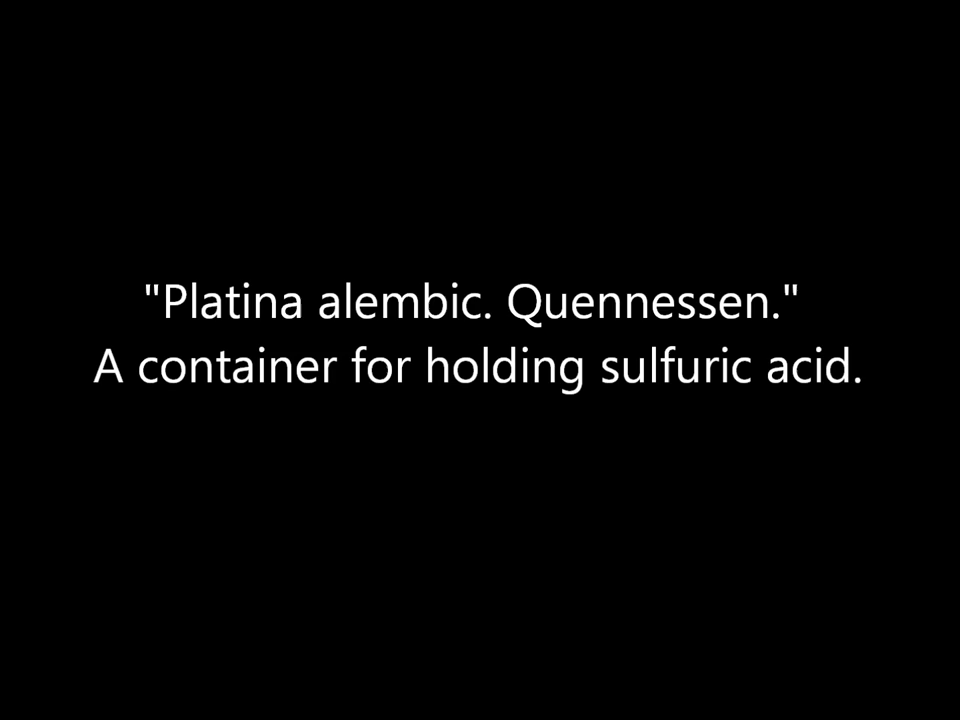 "Platina alembic. Quennessen."
A container for holding sulfuric acid.